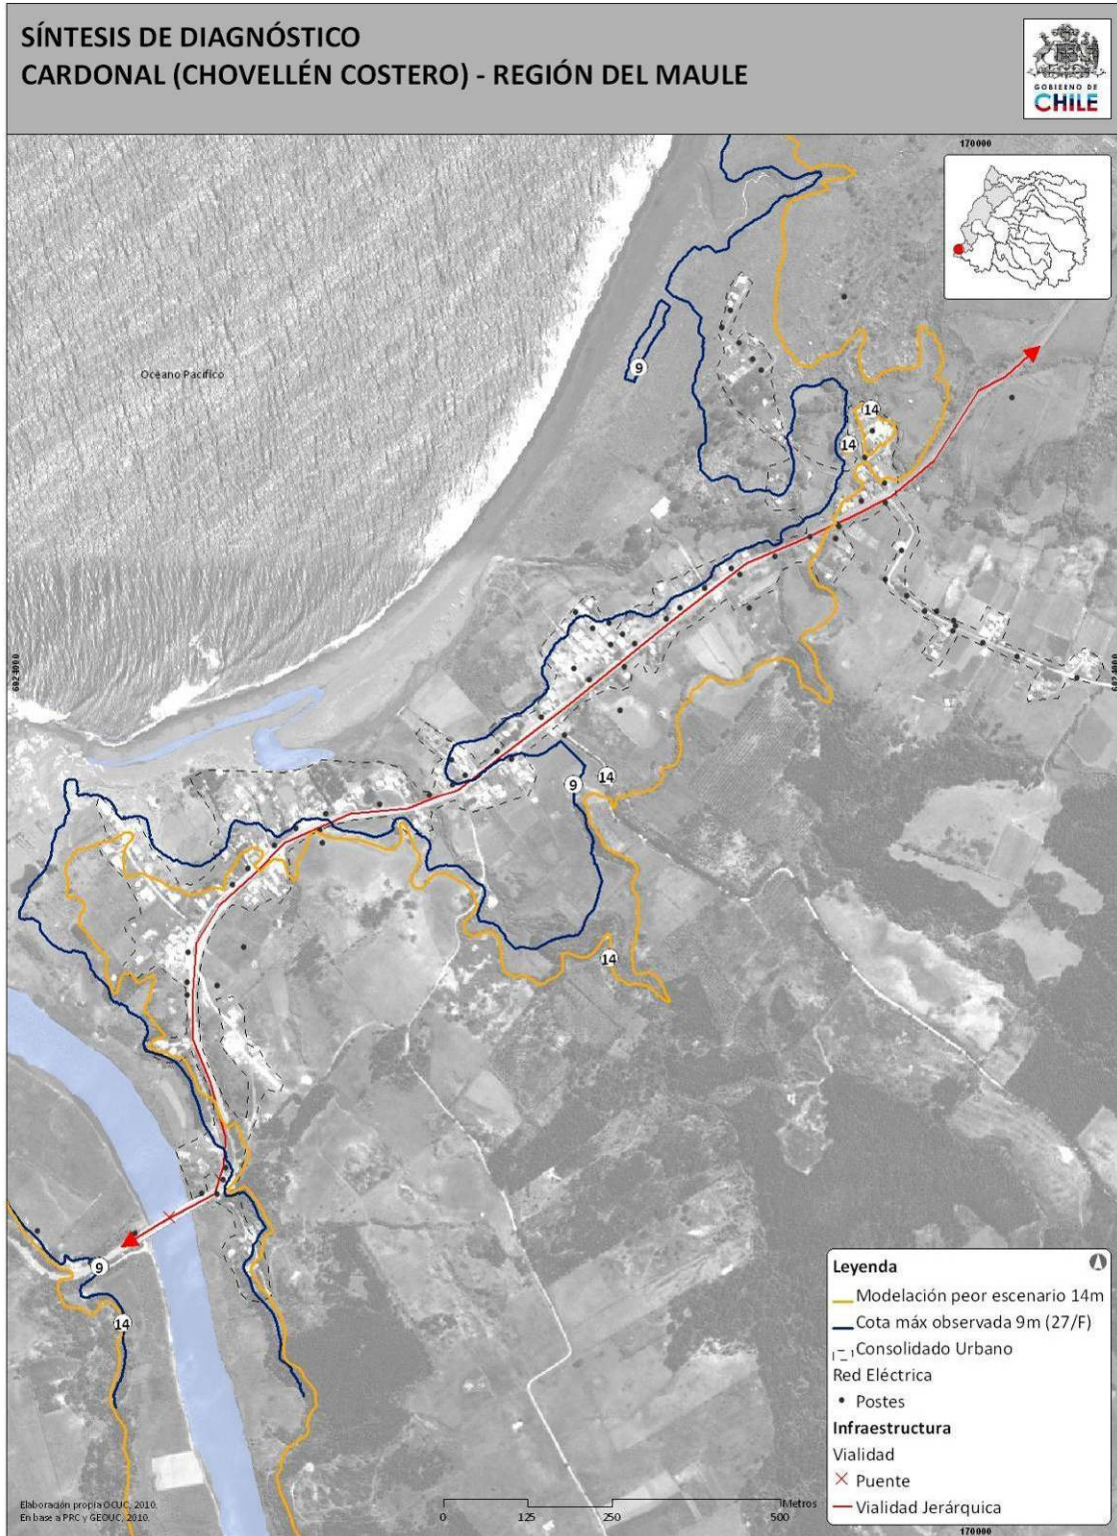 SÍNTESIS DE DIAGNÓSTICO
CARDONAL (CHOVELLÉN COSTERO) - REGIÓN DEL MAULE
GOBIERNO DE
CHILE
170000
Océano Pacífico
9
14
14
6024000
6024000
14
9
14
9
14
Leyenda
Modelación peor escenario 14m
Cota máx observada 9m (27/F)
Consolidado Urbano
Red Eléctrica
Postes
Infraestructura
Vialidad
Puente
Vialidad Jerárquica
Elaboración propia OCUC, 2010.
En base a PRC y GEOUC, 2010.
Metros
0 125 250 500
170000